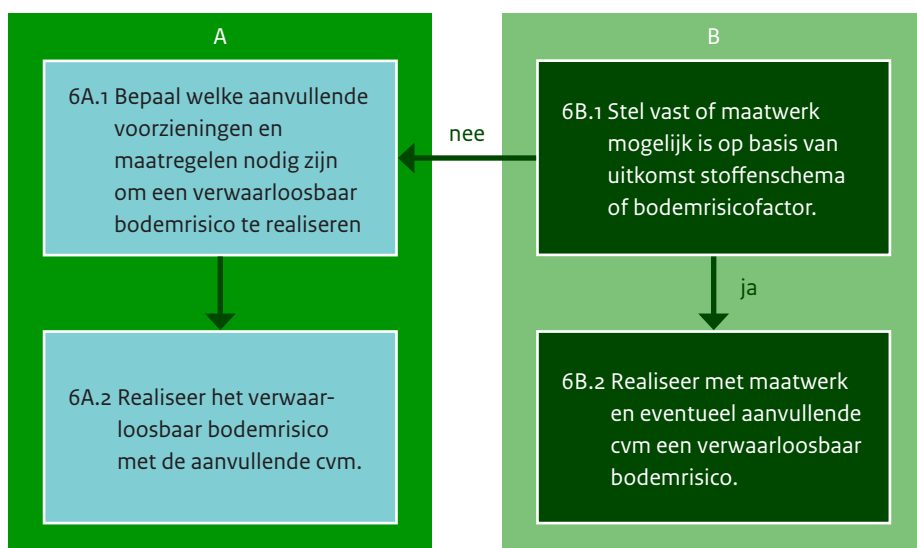 A
6A.1 Bepaal welke aanvullende
voorzieningen en
maatregelen nodig zijn
om een verwaarloosbaar
bodemrisico te realiseren
6A.2 Realiseer het verwaar-
loosbaar bodemrisico
met de aanvullende cvm.
nee
B
6B.1 Stel vast of maatwerk
mogelijk is op basis van
uitkomst stoffenschema
of bodemrisicofactor.
ja
6B.2 Realiseer met maatwerk
en eventueel aanvullende
cvm een verwaarloosbaar
bodemrisico.